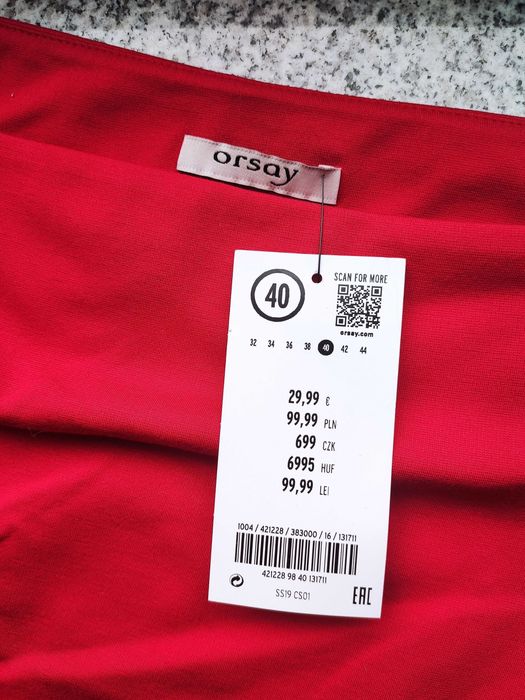 orsay
SCAN FOR MORE
40
orsay.com
32 34 36 38 40 42 44
29,99 €
99,99 PLN
699 CZK
6995 HUF
99,99 LEI
1004 / 421228 / 383000 / 16 / 131711
421228 98 40 131711
SS19 CS01
EAC